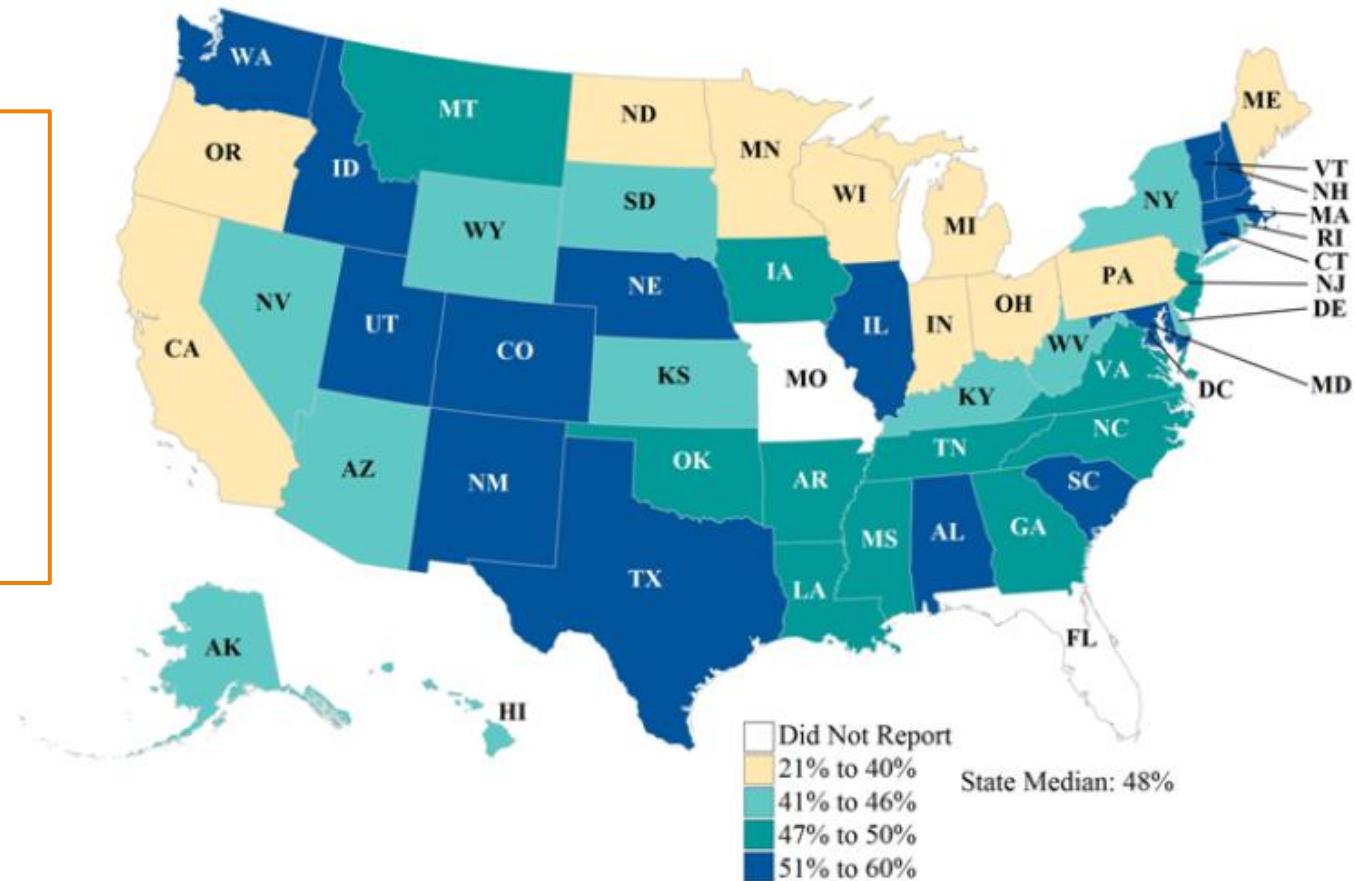 WA
MT
ND
ME
OR
ID
MN
VT
NH
SD
WI
NY
MA
WY
MI
RI
CT
IA
PA
NJ
NE
OH
DE
NV
UT
IL
IN
CO
WV
CA
KS
MO
VA
MD
KY
DC
NC
TN
OK
AZ
NM
AR
SC
MS
AL
GA
TX
LA
FL
AK
HI
Did Not Report
21% to 40%
State Median: 48%
41% to 46%
47% to 50%
51% to 60%